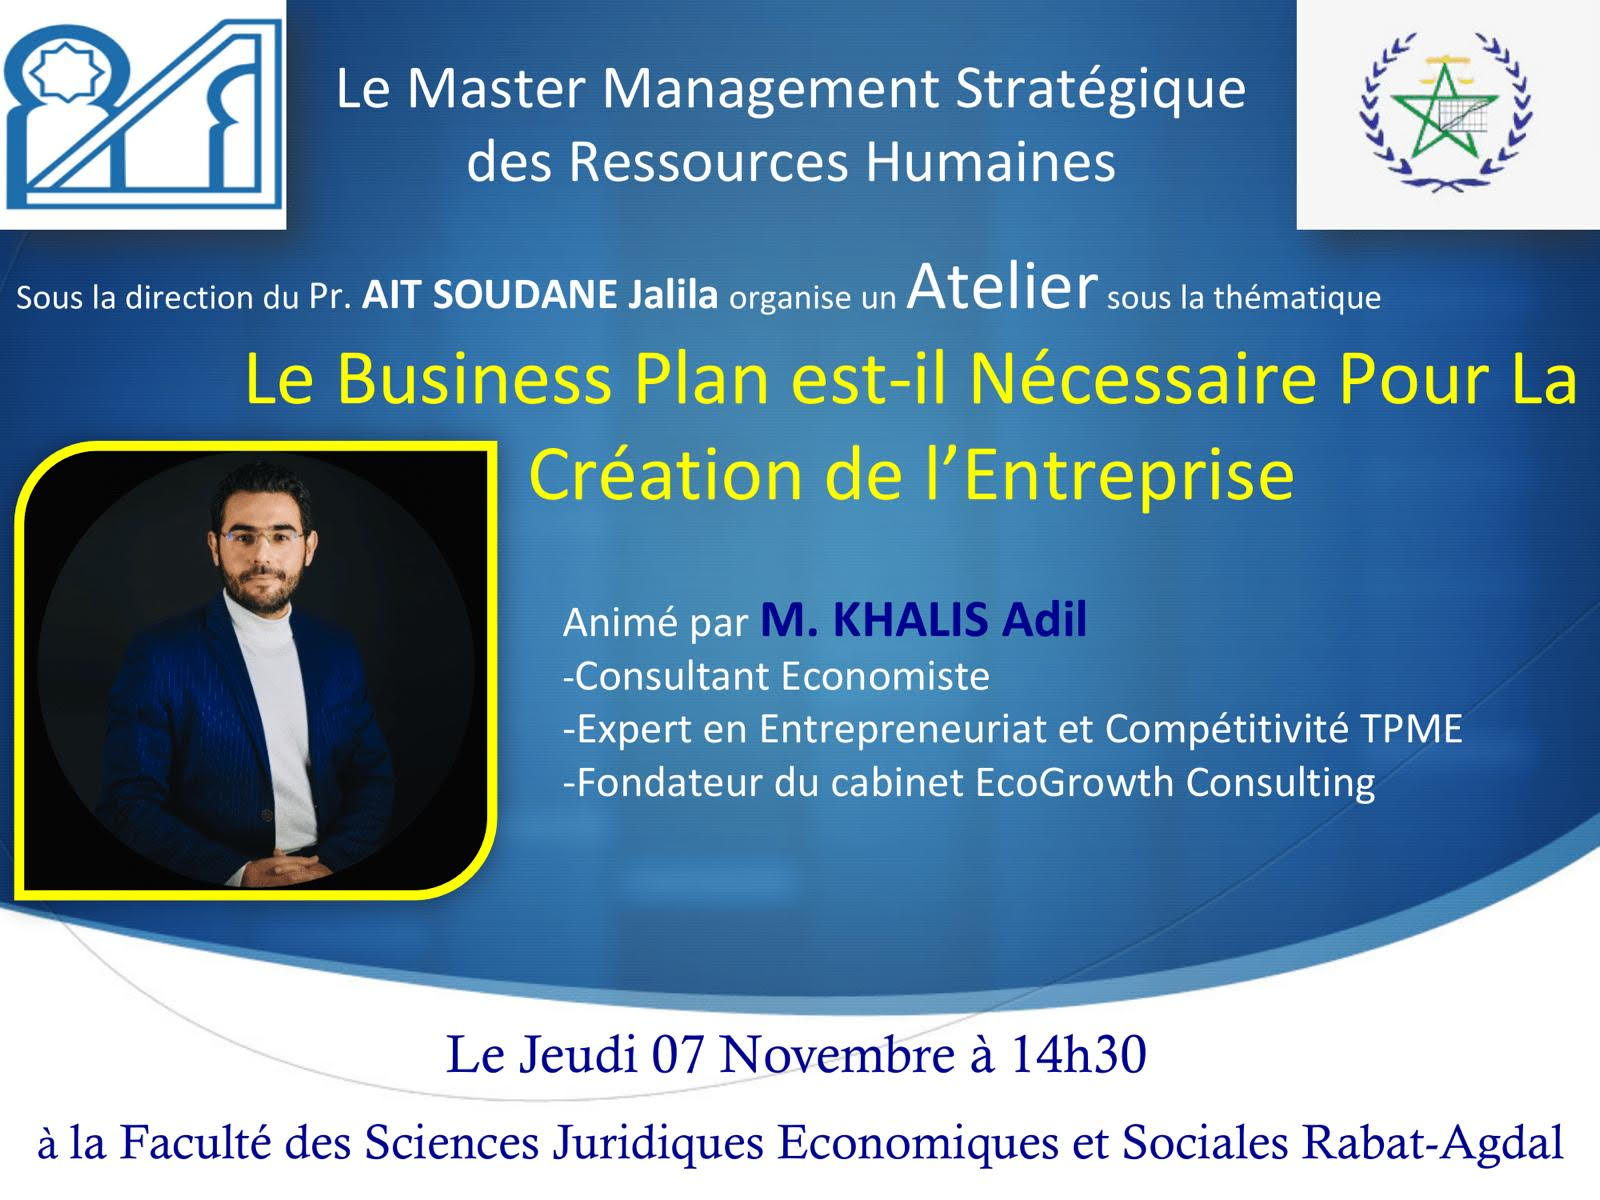 Le Master Management Stratégique
des Ressources Humaines
Sous la direction du Pr. AIT SOUDANE Jalila organise un Atelier sous la thématique
Le Business Plan est-il Nécessaire Pour La
Création de l’Entreprise
Animé par M. KHALIS Adil
-Consultant Economiste
-Expert en Entrepreneuriat et Compétitivité TPME
-Fondateur du cabinet EcoGrowth Consulting
Le Jeudi 07 Novembre à 14h30
à la Faculté des Sciences Juridiques Economiques et Sociales Rabat-Agdal